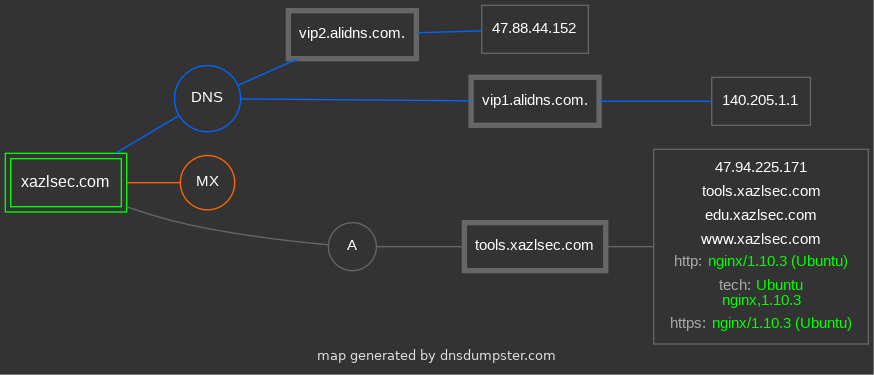 vip2.alidns.com.
47.88.44.152
DNS
vip1.alidns.com.
140.205.1.1
xazlsec.com
MX
A
tools.xazlsec.com
47.94.225.171
tools.xazlsec.com
edu.xazlsec.com
www.xazlsec.com
http: nginx/1.10.3 (Ubuntu)
tech: Ubuntu
nginx,1.10.3
https: nginx/1.10.3 (Ubuntu)
map generated by dnsdumpster.com